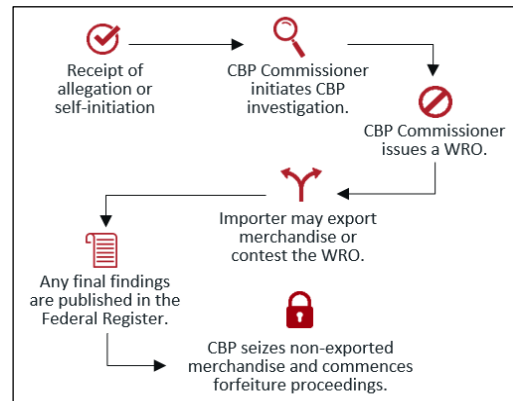 Receipt of
allegation or
self-initiation
CBP Commissioner
initiates CBP
investigation.
CBP Commissioner
issues a WRO.
Importer may export
merchandise or
contest the WRO.
Any final findings
are published in the
Federal Register.
CBP seizes non-exported
merchandise and commences
forfeiture proceedings.